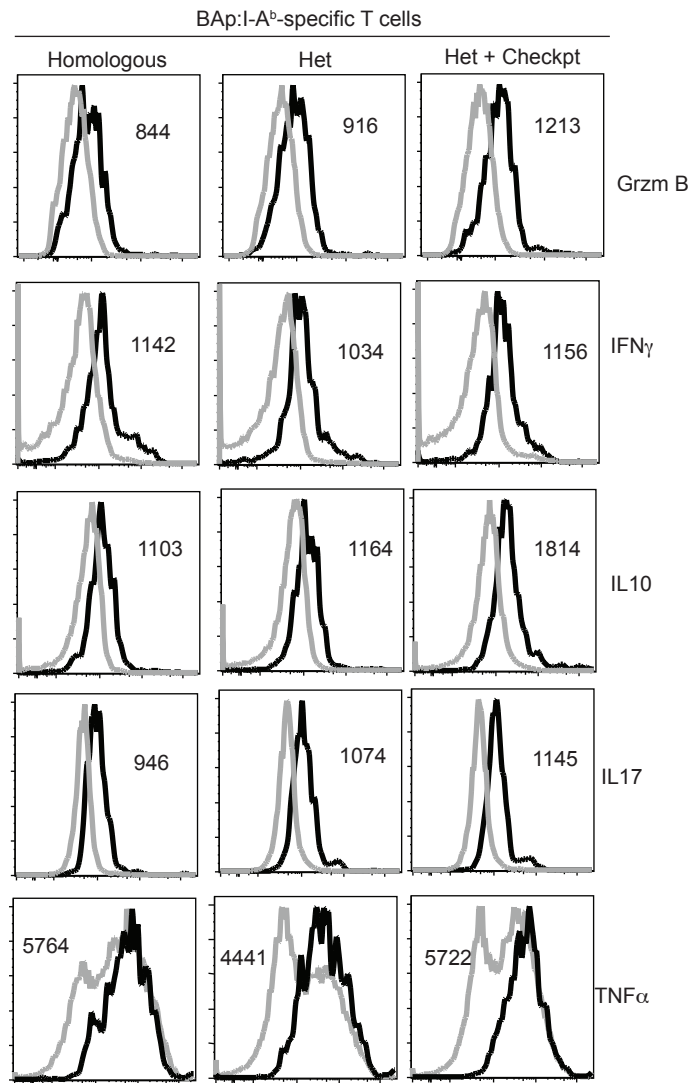 BAp:I-Aᵇ-specific T cells
Homologous Het Het + Checkpt
844 916 1213 Grzm B
1142 1034 1156 IFNγ
1103 1164 1814 IL10
946 1074 1145 IL17
5764 4441 5722 TNFα